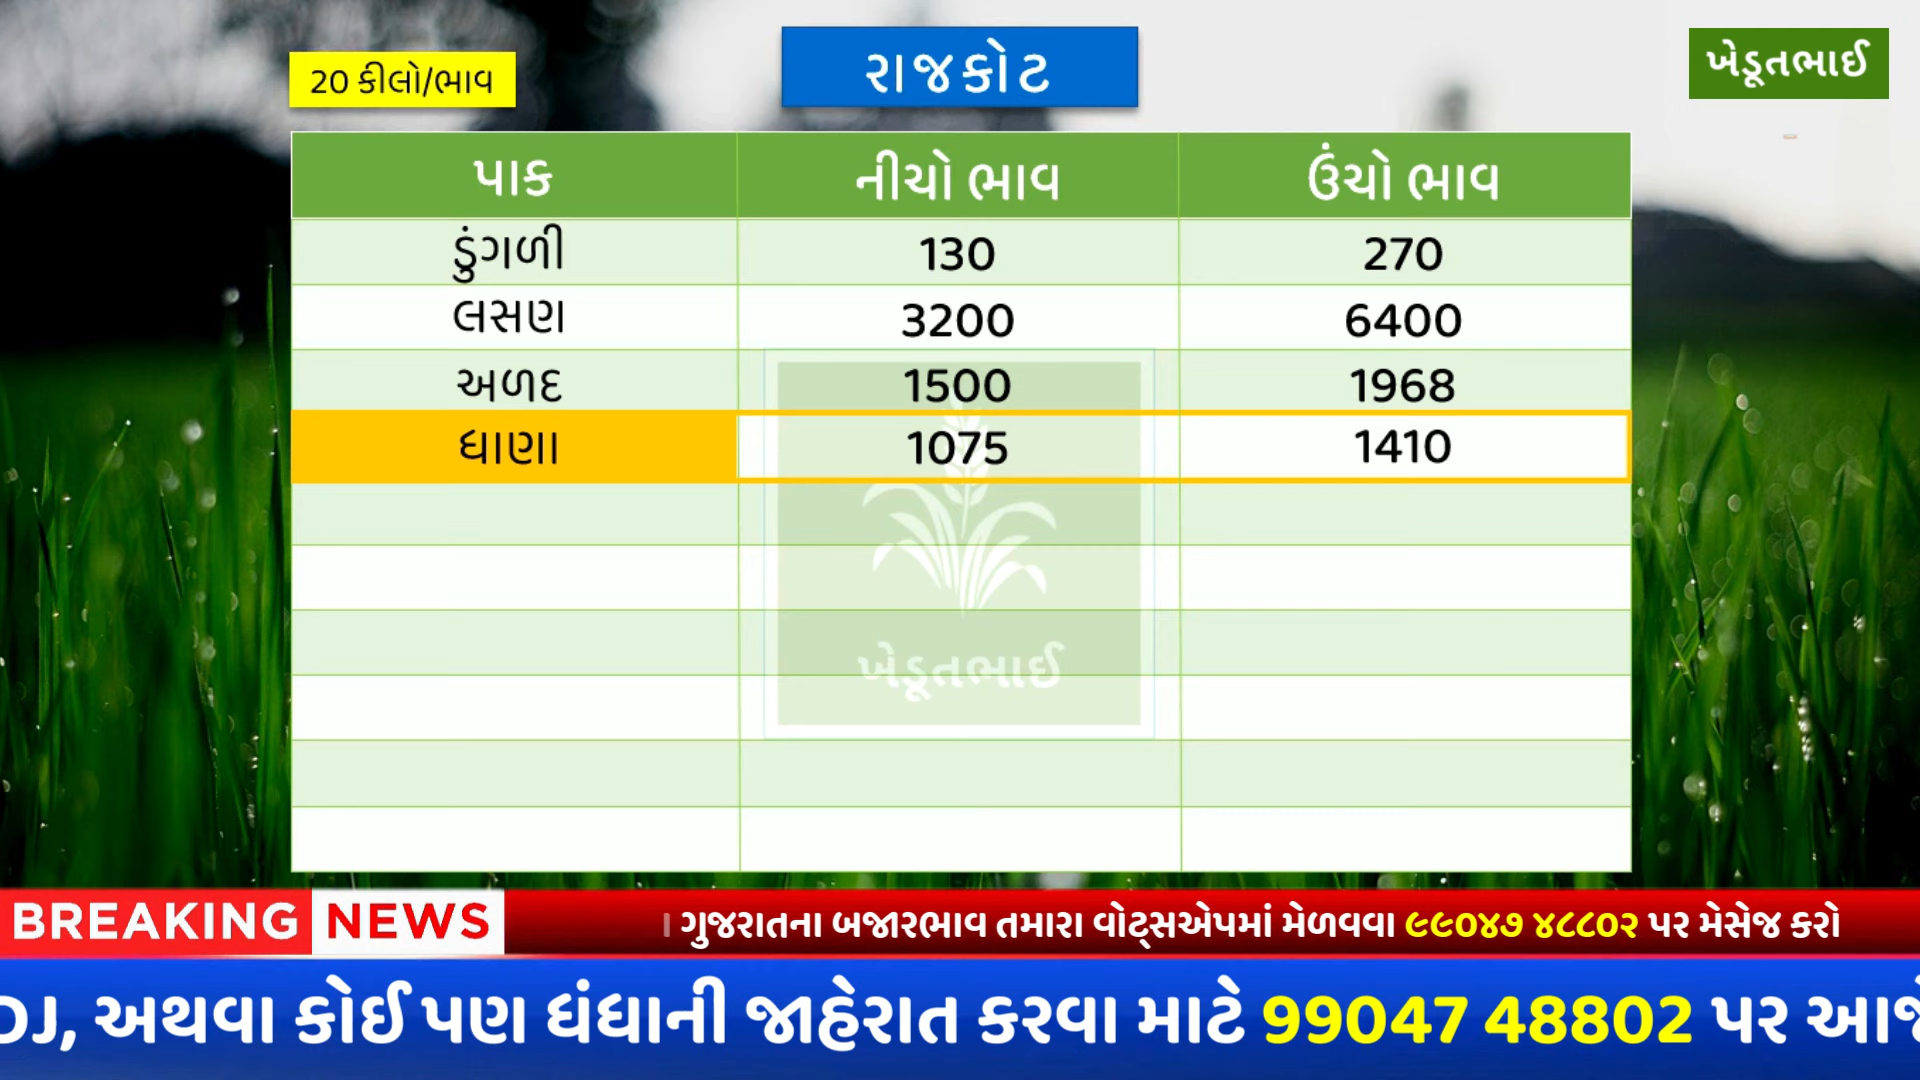 20 કીલો/ભાવ
રાજકોટ
ખેડૂતભાઈ
પાક નીચો ભાવ ઉંચો ભાવ
ડુંગળી 130 270
લસણ 3200 6400
અળદ 1500 1968
ધાણા 1075 1410
ખેડૂતભાઈ
BREAKING NEWS
ગુજરાતના બજારભાવ તમારા વોટ્સએપમાં મેળવવા ૯૯૦૪૭ ૪૮૮૦૨ પર મેસેજ કરો
DJ, અથવા કોઈ પણ ધંધાની જાહેરાત કરવા માટે 99047 48802 પર